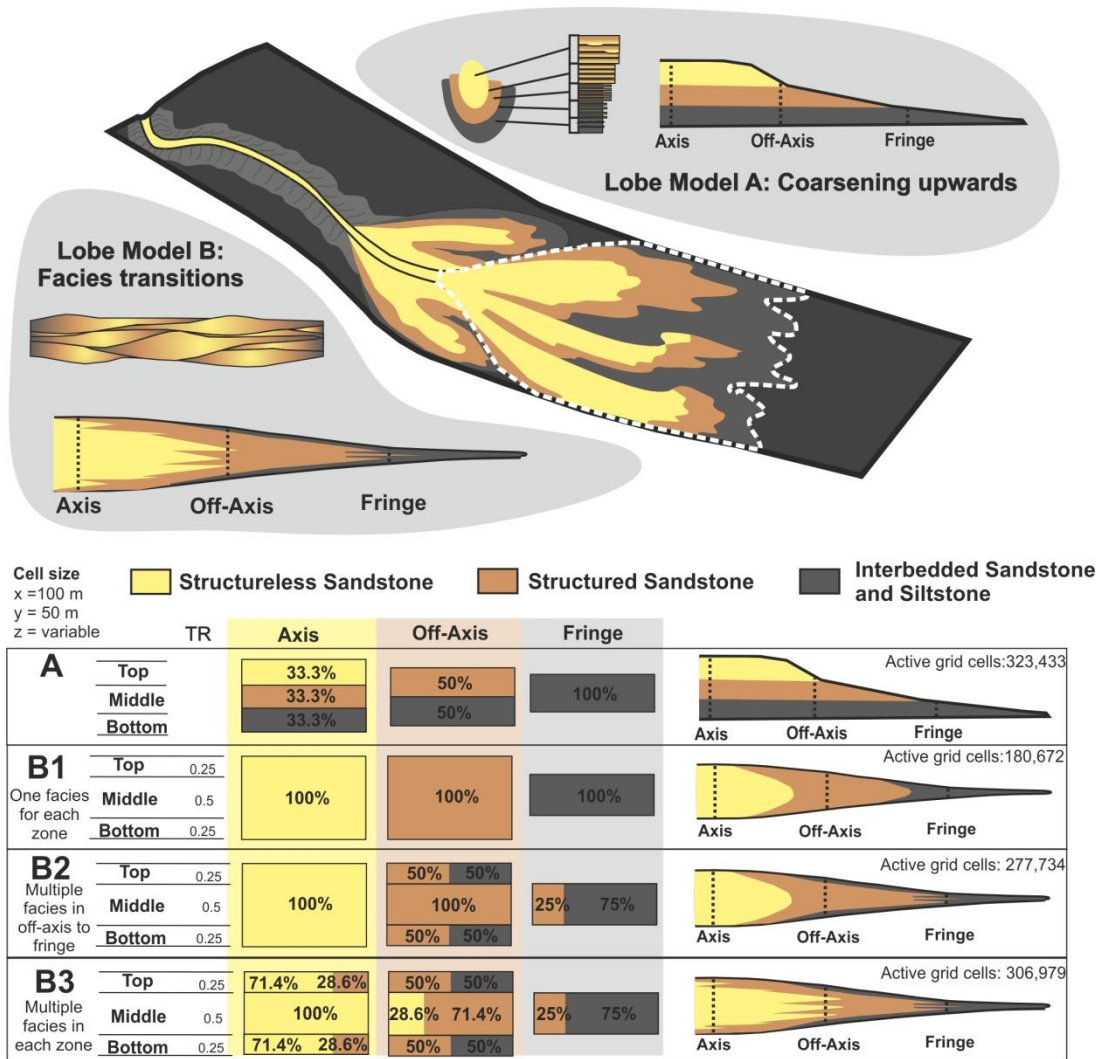 Axis
Off-Axis
Fringe
Lobe Model A: Coarsening upwards
Lobe Model B:
Facies transitions
Axis
Off-Axis
Fringe
Cell size
x =100 m
y = 50 m
z = variable
Structureless Sandstone
Structured Sandstone
Interbedded Sandstone
and Siltstone
TR
Axis
Off-Axis
Fringe
A
Top
Middle
Bottom
33.3%
33.3%
33.3%
50%
50%
100%
Active grid cells:323,433
Axis
Off-Axis
Fringe
B1
One facies
for each
zone
Top
0.25
Middle
0.5
Bottom
0.25
100%
100%
100%
Active grid cells:180,672
Axis
Off-Axis
Fringe
B2
Multiple
facies in
off-axis to
fringe
Top
0.25
Middle
0.5
Bottom
0.25
100%
50% 50%
100%
50% 50%
25% 75%
Active grid cells: 277,734
Axis
Off-Axis
Fringe
B3
Multiple
facies in
each zone
Top
0.25
Middle
0.5
Bottom
0.25
71.4% 28.6%
100%
71.4% 28.6%
50% 50%
28.6% 71.4%
50% 50%
25% 75%
Active grid cells: 306,979
Axis
Off-Axis
Fringe